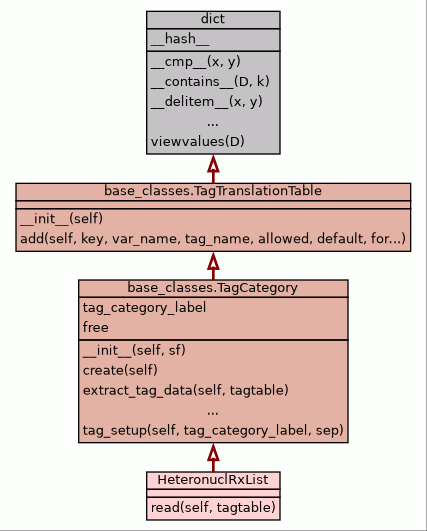 dict
__hash__
__cmp__(x, y)
__contains__(D, k)
__delitem__(x, y)
...
viewvalues(D)
base_classes.TagTranslationTable
__init__(self)
add(self, key, var_name, tag_name, allowed, default, for...)
base_classes.TagCategory
tag_category_label
free
__init__(self, sf)
create(self)
extract_tag_data(self, tagtable)
...
tag_setup(self, tag_category_label, sep)
HeteronuclRxList
read(self, tagtable)